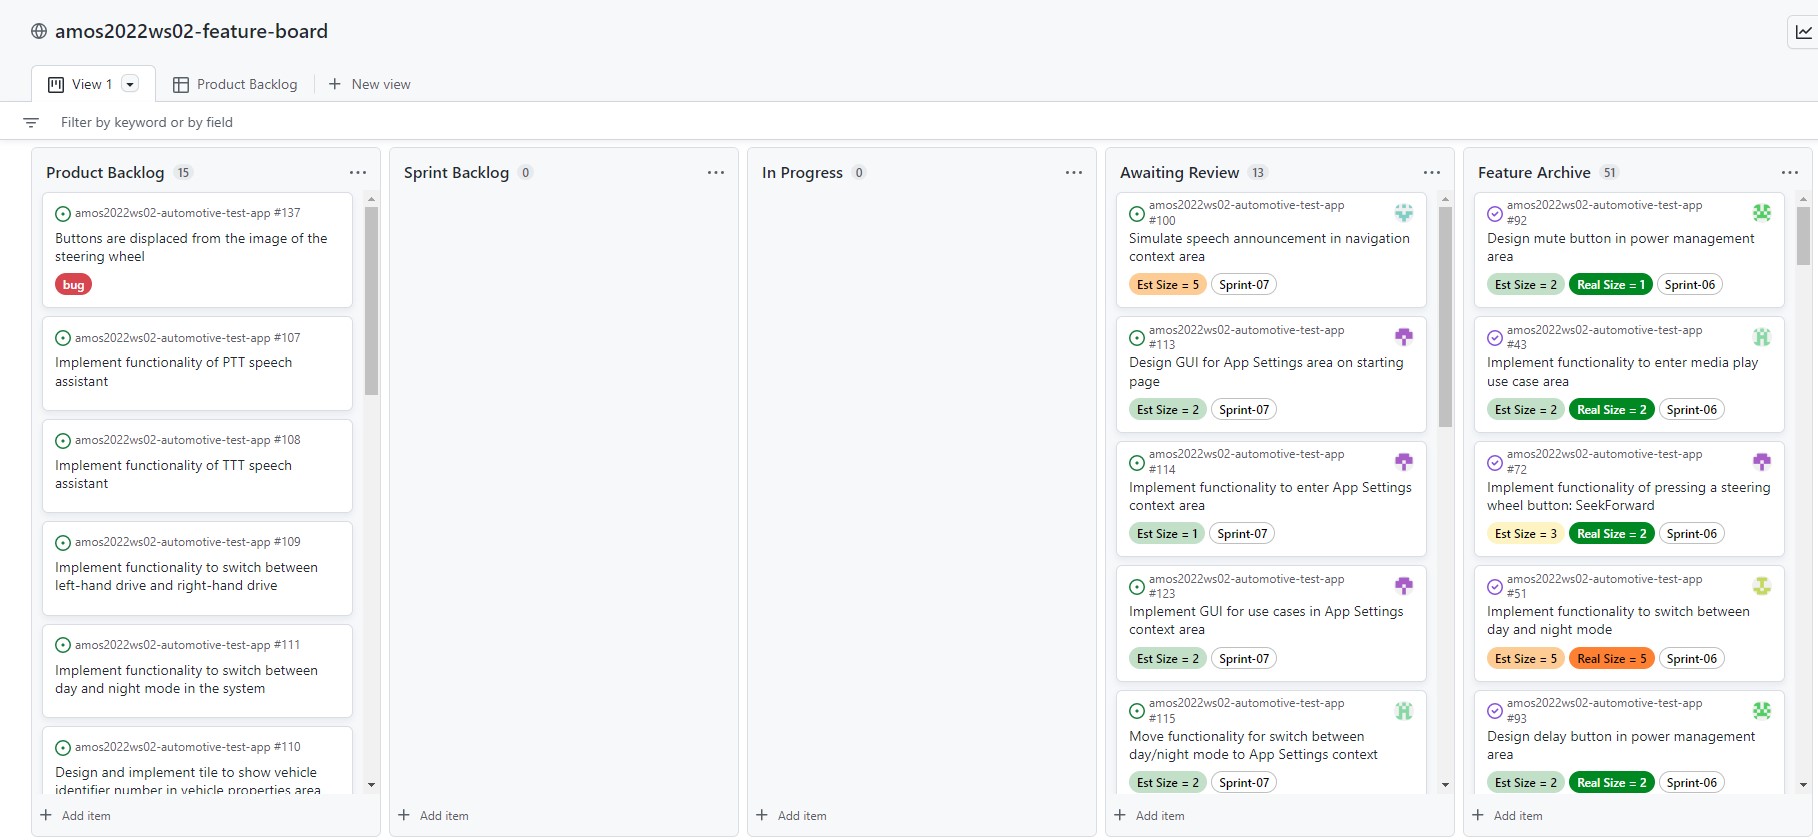 amos2022ws02-feature-board
View 1
Product Backlog
New view
Filter by keyword or by field
Product Backlog 15
amos2022ws02-automotive-test-app #137
Buttons are displaced from the image of the
steering wheel
bug
amos2022ws02-automotive-test-app #107
Implement functionality of PTT speech
assistant
amos2022ws02-automotive-test-app #108
Implement functionality of TTT speech
assistant
amos2022ws02-automotive-test-app #109
Implement functionality to switch between
left-hand drive and right-hand drive
amos2022ws02-automotive-test-app #111
Implement functionality to switch between
day and night mode in the system
amos2022ws02-automotive-test-app #110
Design and implement tile to show vehicle
identifier number in vehicle properties area
Add item
Sprint Backlog 0
Add item
In Progress 0
Add item
Awaiting Review 13
amos2022ws02-automotive-test-app
#100
Simulate speech announcement in navigation
context area
Est Size = 5 Sprint-07
amos2022ws02-automotive-test-app
#113
Design GUI for App Settings area on starting
page
Est Size = 2 Sprint-07
amos2022ws02-automotive-test-app
#114
Implement functionality to enter App Settings
context area
Est Size = 1 Sprint-07
amos2022ws02-automotive-test-app
#123
Implement GUI for use cases in App Settings
context area
Est Size = 2 Sprint-07
amos2022ws02-automotive-test-app
#115
Move functionality for switch between
day/night mode to App Settings context
Est Size = 2 Sprint-07
Add item
Feature Archive 51
amos2022ws02-automotive-test-app
#92
Design mute button in power management
area
Est Size = 2 Real Size = 1 Sprint-06
amos2022ws02-automotive-test-app
#43
Implement functionality to enter media play
use case area
Est Size = 2 Real Size = 2 Sprint-06
amos2022ws02-automotive-test-app
#72
Implement functionality of pressing a steering
wheel button: SeekForward
Est Size = 3 Real Size = 2 Sprint-06
amos2022ws02-automotive-test-app
#51
Implement functionality to switch between
day and night mode
Est Size = 5 Real Size = 5 Sprint-06
amos2022ws02-automotive-test-app
#93
Design delay button in power management
area
Est Size = 2 Real Size = 2 Sprint-06
Add item